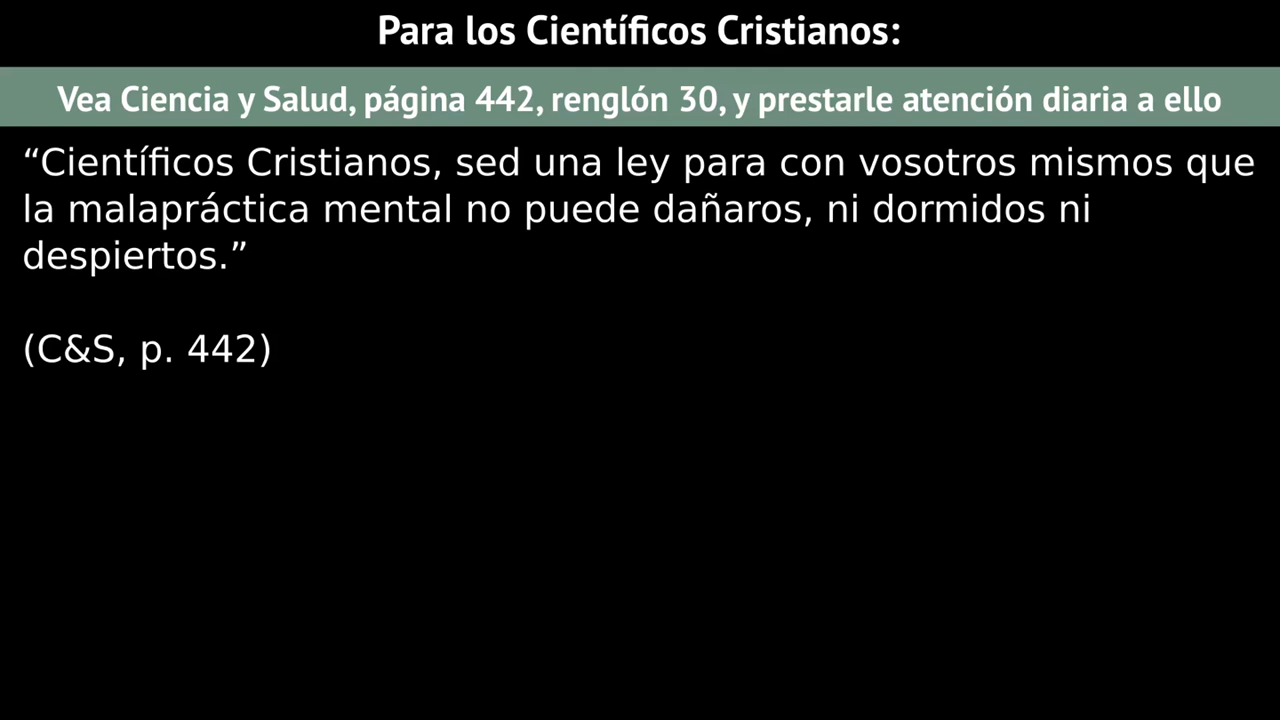 Para los Científicos Cristianos:
Vea Ciencia y Salud, página 442, renglón 30, y prestarle atención diaria a ello
“Científicos Cristianos, sed una ley para con vosotros mismos que
la malapráctica mental no puede dañaros, ni dormidos ni
despiertos.”
(C&S, p. 442)